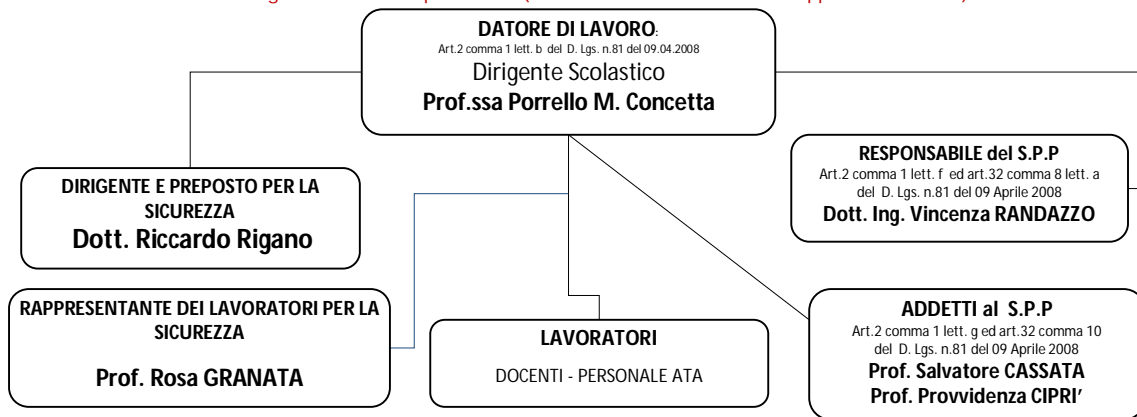 DATORE DI LAVORO:
Art.2 comma 1 lett. b del D. Lgs. n.81 del 09.04.2008
Dirigente Scolastico
Prof.ssa Porrello M. Concetta
RESPONSABILE del S.P.P
Art.2 comma 1 lett. f ed art.32 comma 8 lett. a
del D. Lgs. n.81 del 09 Aprile 2008
Dott. Ing. Vincenza RANDAZZO
DIRIGENTE E PREPOSTO PER LA
SICUREZZA
Dott. Riccardo Rigano
RAPPRESENTANTE DEI LAVORATORI PER LA
SICUREZZA
Prof. Rosa GRANATA
LAVORATORI
DOCENTI - PERSONALE ATA
ADDETTI al S.P.P
Art.2 comma 1 lett. g ed art.32 comma 10
del D. Lgs. n.81 del 09 Aprile 2008
Prof. Salvatore CASSATA
Prof. Provvidenza CIPRI'